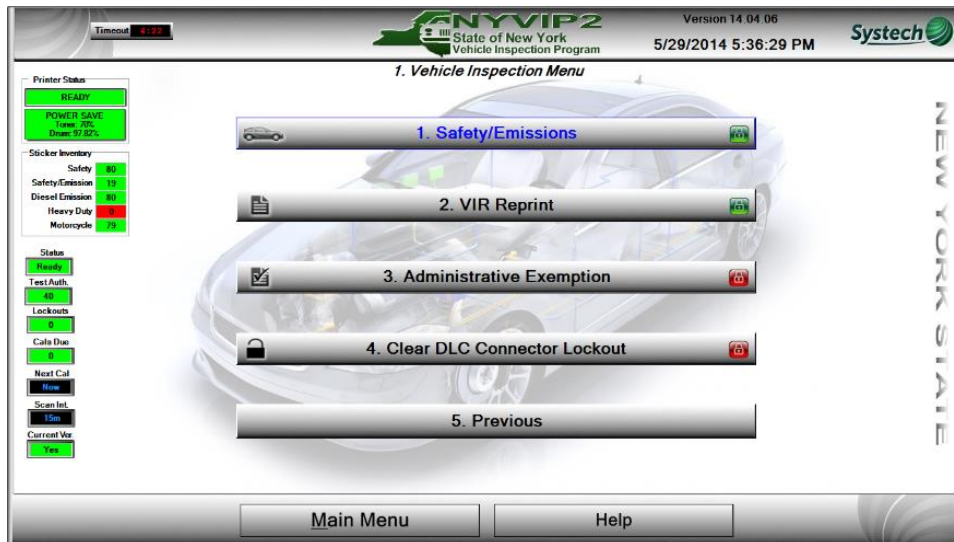 Timeout 4:32
NYVIP2
State of New York
Vehicle Inspection Program
Version 14.04.06
5/29/2014 5:36:29 PM
Systech
1. Vehicle Inspection Menu
Printer Status
READY
POWER SAVE
Toner: 70%
Drum: 97.82%
Sticker Inventory
Safety 80
Safety/Emission 19
Diesel Emission 80
Heavy Duty 0
Motorcycle 79
Status
Ready
Test Auth.
40
Lockouts
0
Cals Due
0
Next Cal
Now
Scan Int.
15m
Current Ver.
Yes
1. Safety/Emissions
2. VIR Reprint
3. Administrative Exemption
4. Clear DLC Connector Lockout
5. Previous
NEW YORK STATE
Main Menu
Help